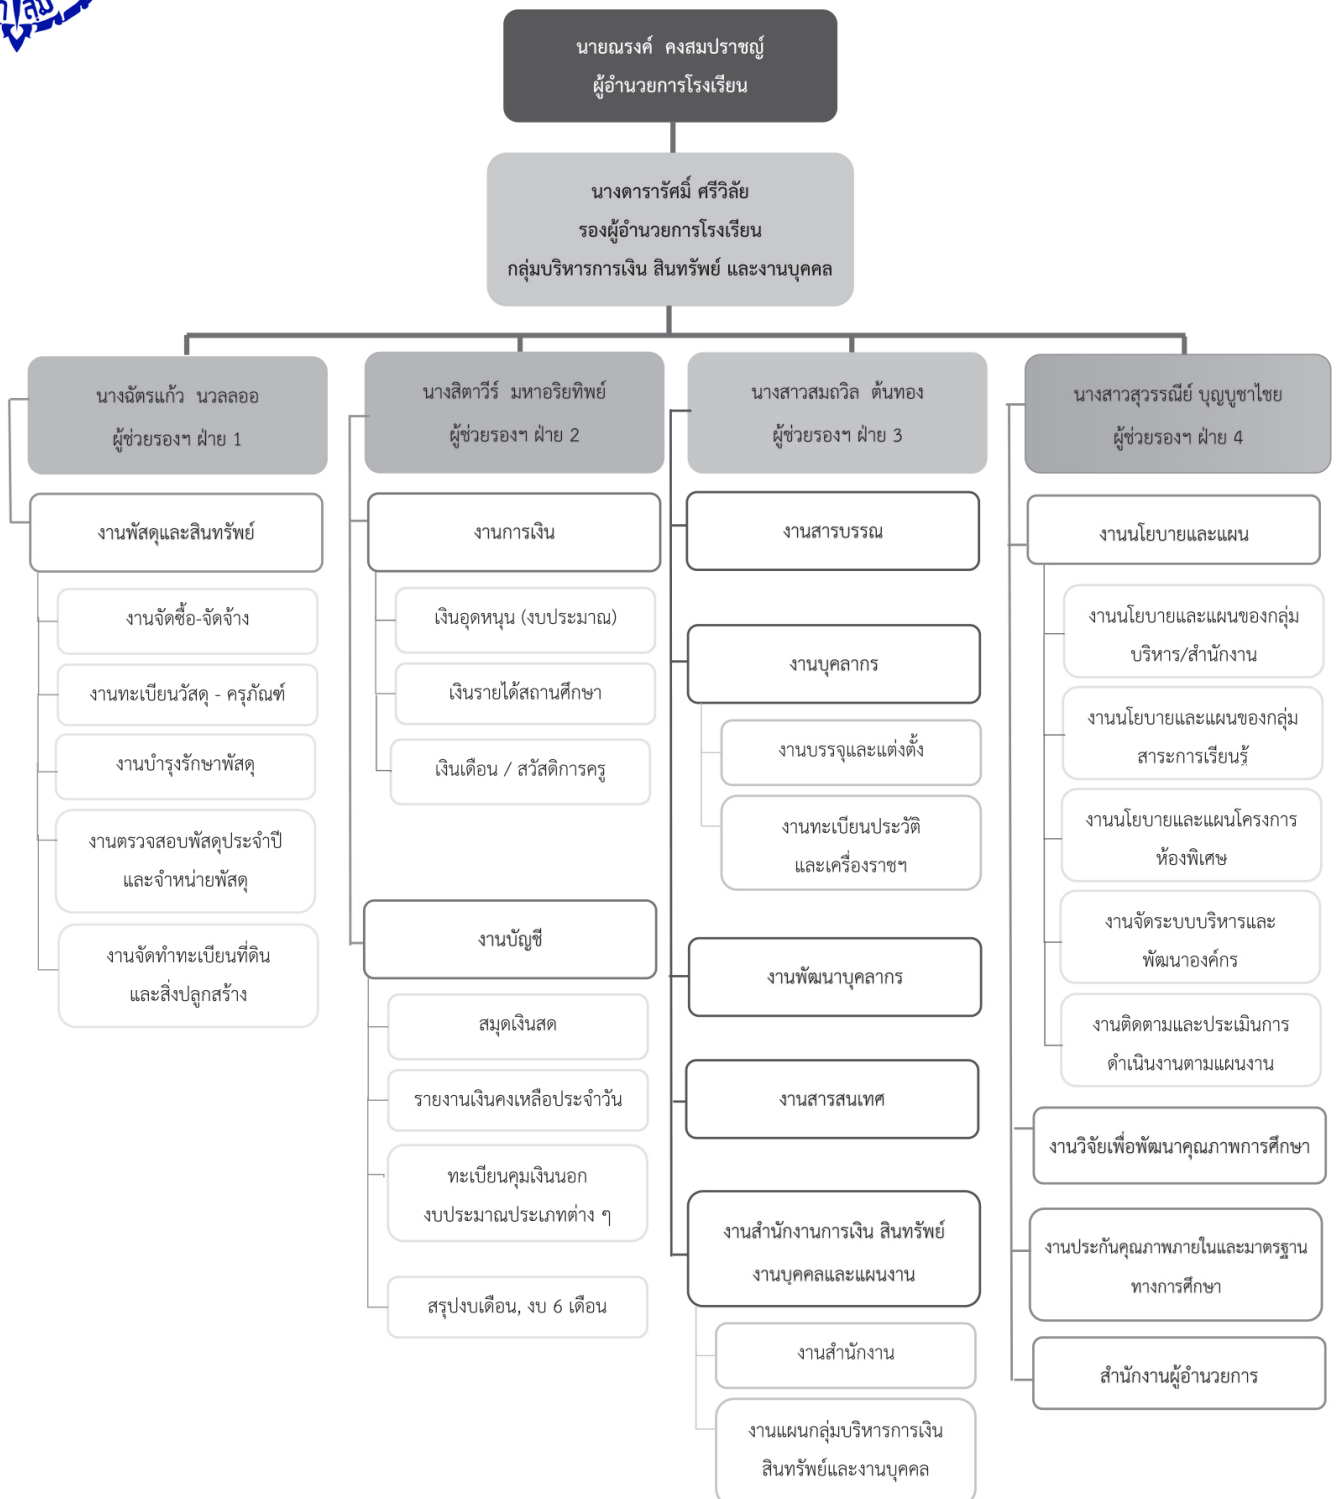 นายณรงค์ คงสมปราชญ์
ผู้อำนวยการโรงเรียน
นางดารารัศมิ์ ศรีวิลัย
รองผู้อำนวยการโรงเรียน
กลุ่มบริหารการเงิน สินทรัพย์ และงานบุคคล
นางฉัตรแก้ว นวลลออ
ผู้ช่วยรองฯ ฝ่าย 1
งานพัสดุและสินทรัพย์
งานจัดซื้อ-จัดจ้าง
งานทะเบียนวัสดุ - ครุภัณฑ์
งานบำรุงรักษาพัสดุ
งานตรวจสอบพัสดุประจำปี
และจำหน่ายพัสดุ
งานจัดทำทะเบียนที่ดิน
และสิ่งปลูกสร้าง
นางสิตาวีร์ มหาอริยทิพย์
ผู้ช่วยรองฯ ฝ่าย 2
งานการเงิน
เงินอุดหนุน (งบประมาณ)
เงินรายได้สถานศึกษา
เงินเดือน / สวัสดิการครู
งานบัญชี
สมุดเงินสด
รายงานเงินคงเหลือประจำวัน
ทะเบียนคุมเงินนอก
งบประมาณประเภทต่าง ๆ
สรุปงบเดือน, งบ 6 เดือน
นางสาวสมถวิล ต้นทอง
ผู้ช่วยรองฯ ฝ่าย 3
งานสารบรรณ
งานบุคลากร
งานบรรจุและแต่งตั้ง
งานทะเบียนประวัติ
และเครื่องราชฯ
งานพัฒนาบุคลากร
งานสารสนเทศ
งานสำนักงานการเงิน สินทรัพย์
งานบุคคลและแผนงาน
งานสำนักงาน
งานแผนกลุ่มบริหารการเงิน
สินทรัพย์และงานบุคคล
นางสาวสุวรรณีย์ บุญบูชาไชย
ผู้ช่วยรองฯ ฝ่าย 4
งานนโยบายและแผน
งานนโยบายและแผนของกลุ่ม
บริหาร/สำนักงาน
งานนโยบายและแผนของกลุ่ม
สาระการเรียนรู้
งานนโยบายและแผนโครงการ
ห้องพิเศษ
งานจัดระบบบริหารและ
พัฒนาองค์กร
งานติดตามและประเมินการ
ดำเนินงานตามแผนงาน
งานวิจัยเพื่อพัฒนาคุณภาพการศึกษา
งานประกันคุณภาพภายในและมาตรฐาน
ทางการศึกษา
สำนักงานผู้อำนวยการ